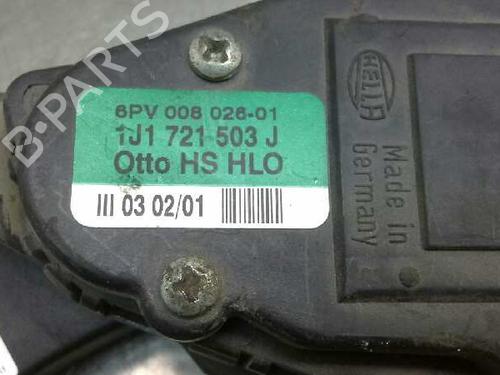 B-PARTS
6PV 008 026-01
1J1 721 503 J
Otto HS HLO
III 03 02/01
HELLA
Made in
Germany